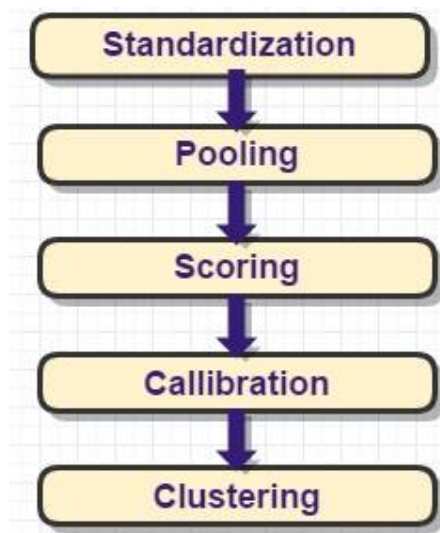 Standardization
Pooling
Scoring
Callibration
Clustering